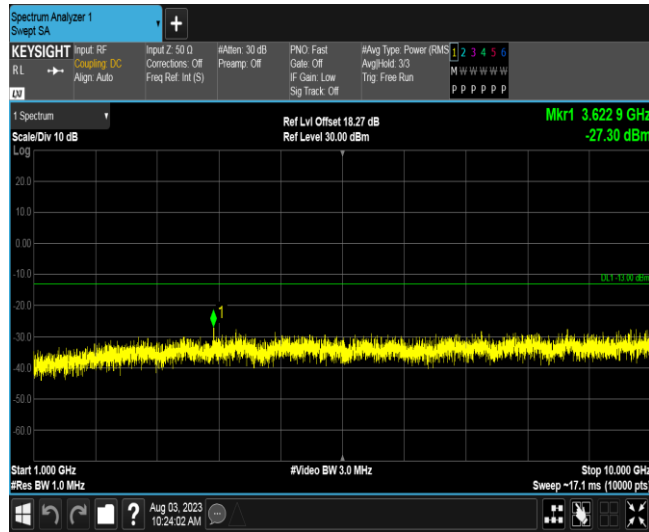 Spectrum Analyzer 1
Swept SA
+
KEYSIGHT Input: RF Input Z: 50 Ω #Atten: 30 dB PNO: Fast #Avg Type: Power (RMS 1 2 3 4 5 6
RL Coupling: DC Corrections: Off Preamp: Off Gate: Off Avg|Hold: 3/3 M W W W W W
Align: Auto Freq Ref: Int (S) IF Gain: Low Trig: Free Run
LXI Sig Track: Off P P P P P P
1 Spectrum Ref Lvl Offset 18.27 dB Mkr1 3.622 9 GHz
Scale/Div 10 dB Ref Level 30.00 dBm -27.30 dBm
Log
20.0
10.0
0.00
-10.0
DL1 -13.00 dBm
-20.0
1
-30.0
-40.0
-50.0
-60.0
Start 1.000 GHz #Video BW 3.0 MHz Stop 10.000 GHz
#Res BW 1.0 MHz Sweep ~17.1 ms (10000 pts)
? Aug 03, 2023
10:24:02 AM